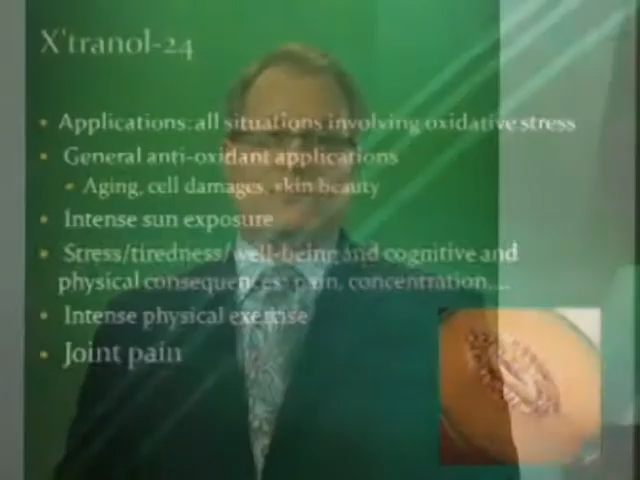 X'tranol-24
• Applications: all situations involving oxidative stress
• General anti-oxidant applications
• Aging, cell damages, skin beauty
• Intense sun exposure
• Stress/tiredness/well-being and cognitive and
physical consequences: pain, concentration....
• Intense physical exercise
• Joint pain